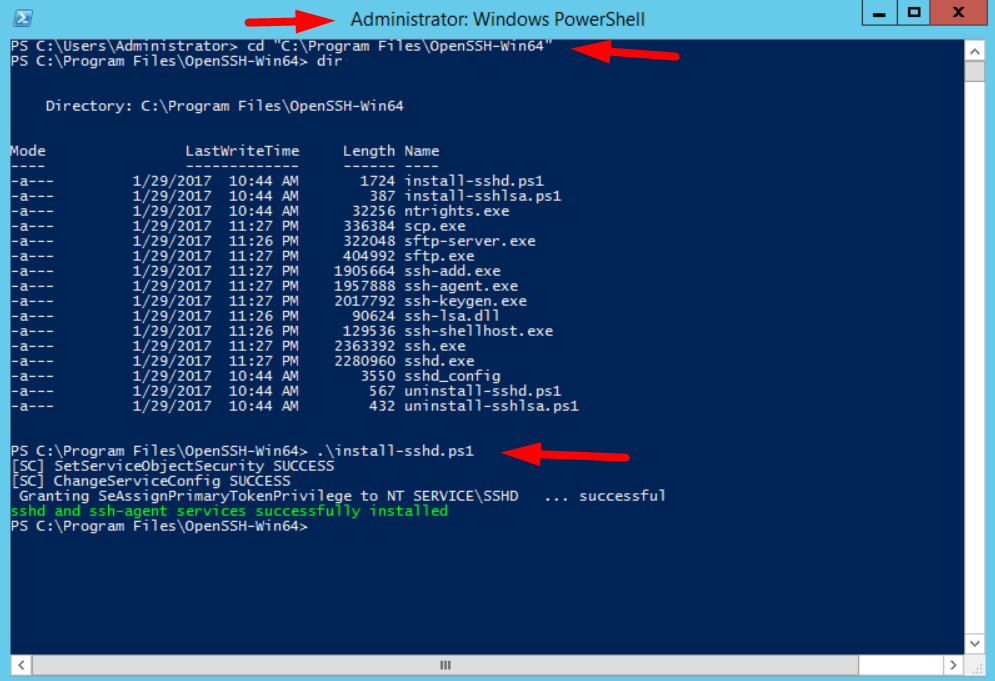 Administrator: Windows PowerShell
PS C:\Users\Administrator> cd "C:\Program Files\OpenSSH-Win64"
PS C:\Program Files\OpenSSH-Win64> dir
Directory: C:\Program Files\OpenSSH-Win64
Mode LastWriteTime Length Name
---- ------------- ------ ----
-a--- 1/29/2017 10:44 AM 1724 install-sshd.ps1
-a--- 1/29/2017 10:44 AM 387 install-sshlsa.ps1
-a--- 1/29/2017 10:44 AM 32256 ntrights.exe
-a--- 1/29/2017 11:27 PM 336384 scp.exe
-a--- 1/29/2017 11:26 PM 322048 sftp-server.exe
-a--- 1/29/2017 11:27 PM 404992 sftp.exe
-a--- 1/29/2017 11:27 PM 1905664 ssh-add.exe
-a--- 1/29/2017 11:27 PM 1957888 ssh-agent.exe
-a--- 1/29/2017 11:27 PM 2017792 ssh-keygen.exe
-a--- 1/29/2017 11:26 PM 90624 ssh-lsa.dll
-a--- 1/29/2017 11:26 PM 129536 ssh-shellhost.exe
-a--- 1/29/2017 11:27 PM 2363392 ssh.exe
-a--- 1/29/2017 11:27 PM 2280960 sshd.exe
-a--- 1/29/2017 10:44 AM 3550 sshd_config
-a--- 1/29/2017 10:44 AM 567 uninstall-sshd.ps1
-a--- 1/29/2017 10:44 AM 432 uninstall-sshlsa.ps1
PS C:\Program Files\OpenSSH-Win64> .\install-sshd.ps1
[SC] SetServiceObjectSecurity SUCCESS
[SC] ChangeServiceConfig SUCCESS
Granting SeAssignPrimaryTokenPrivilege to NT SERVICE\SSHD ... successful
sshd and ssh-agent services successfully installed
PS C:\Program Files\OpenSSH-Win64>